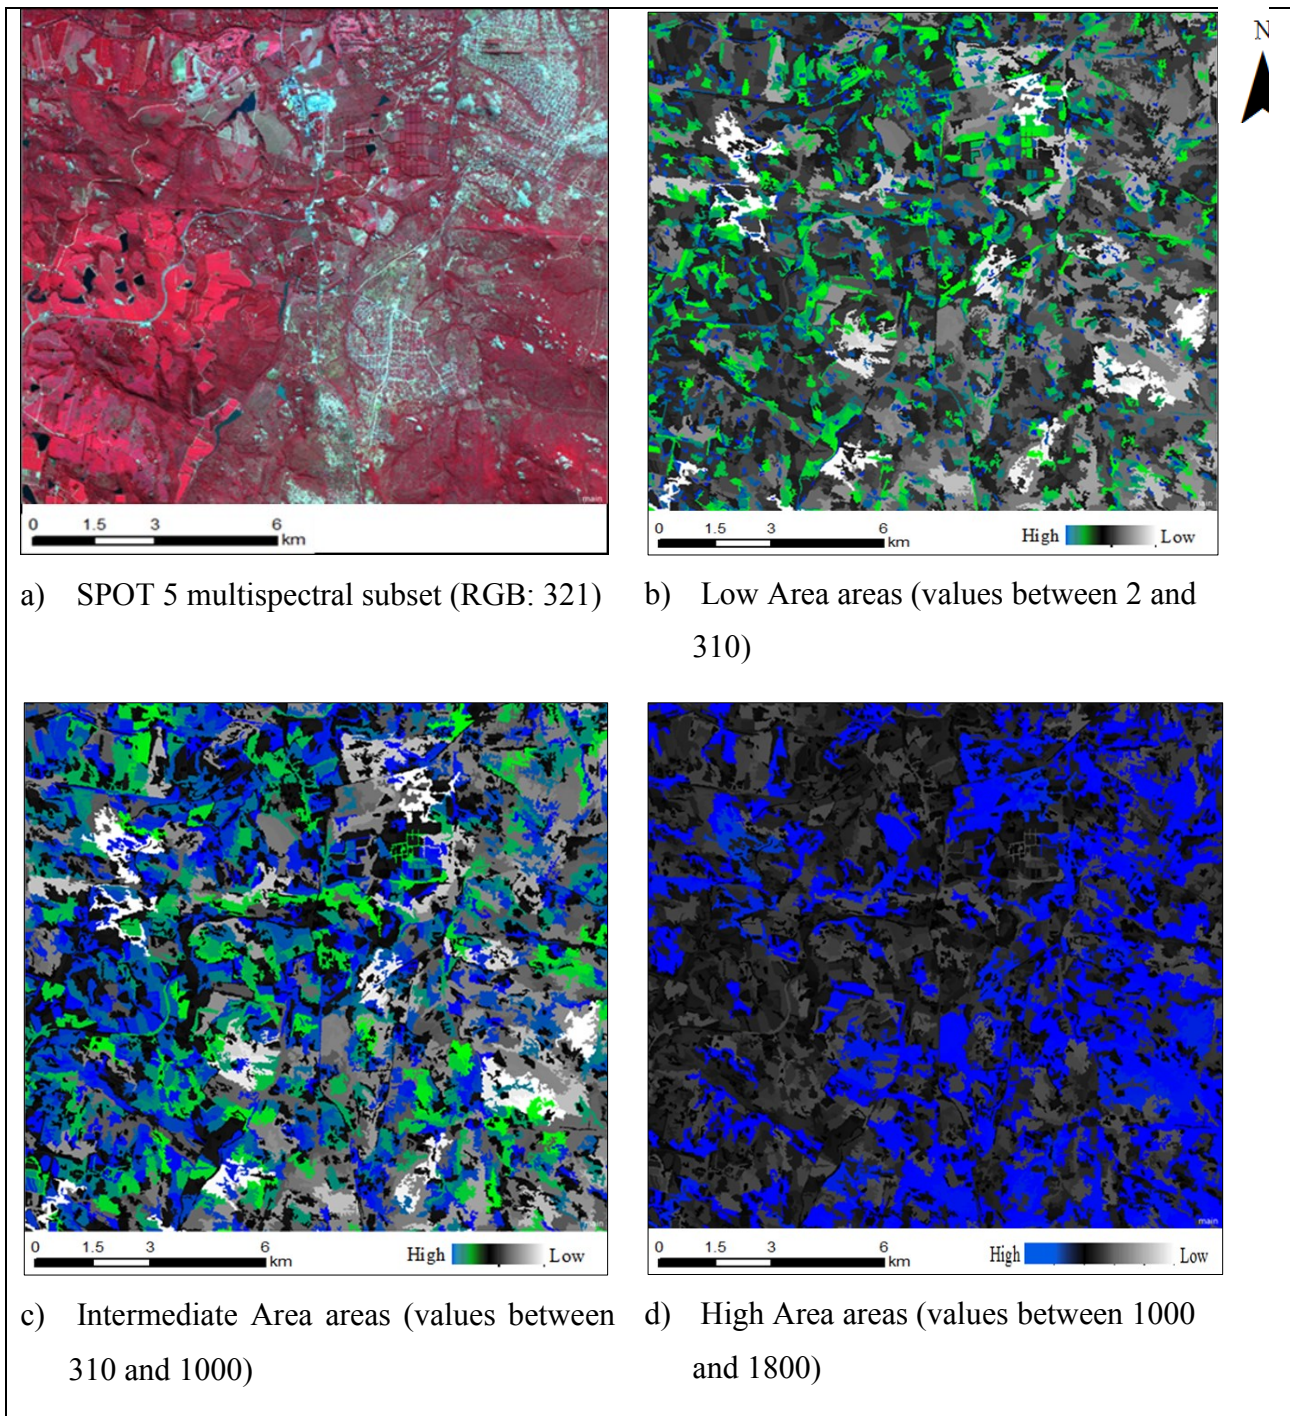 N
main
0 1.5 3 6
km
a) SPOT 5 multispectral subset (RGB: 321)
main
0 1.5 3 6
km
High Low
b) Low Area areas (values between 2 and
310)
0 1.5 3 6
km
High Low
c) Intermediate Area areas (values between
310 and 1000)
main
0 1.5 3 6
km
High Low
d) High Area areas (values between 1000
and 1800)